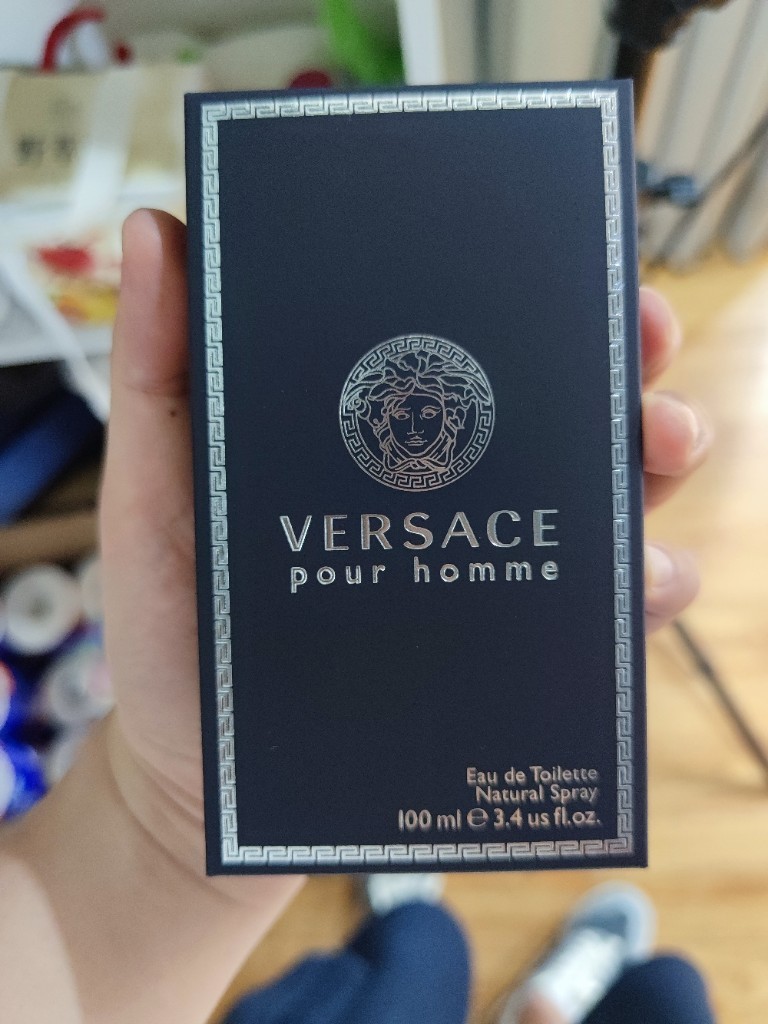 VERSACE
pour homme
Eau de Toilette
Natural Spray
100 ml ℮ 3.4 us fl.oz.